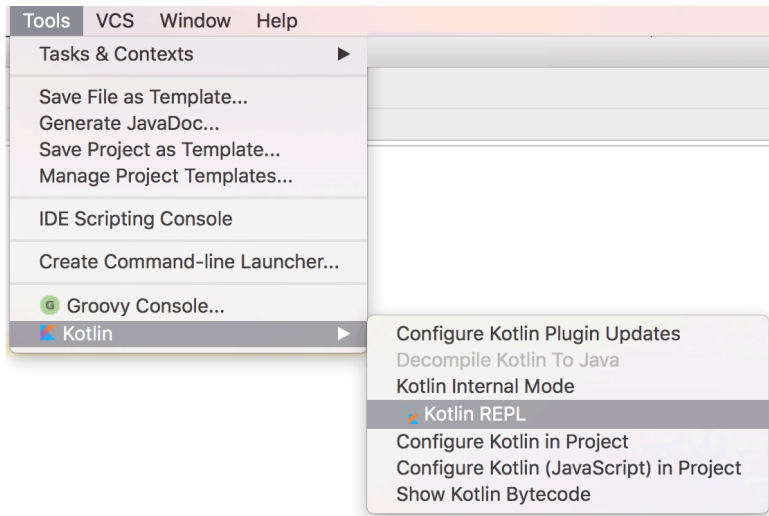 Tools VCS Window Help
Tasks & Contexts
Save File as Template...
Generate JavaDoc...
Save Project as Template...
Manage Project Templates...
IDE Scripting Console
Create Command-line Launcher...
G Groovy Console...
Kotlin
Configure Kotlin Plugin Updates
Decompile Kotlin To Java
Kotlin Internal Mode
Kotlin REPL
Configure Kotlin in Project
Configure Kotlin (JavaScript) in Project
Show Kotlin Bytecode